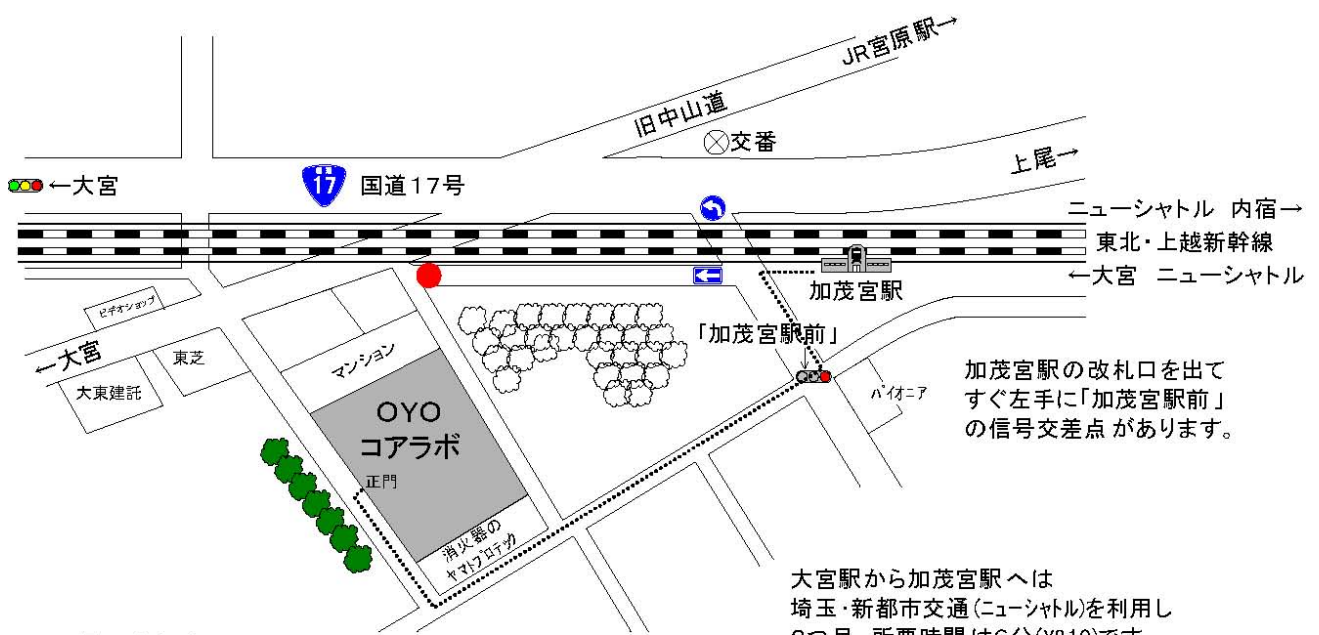 JR宮原駅→
旧中山道
交番
上尾→
←大宮
国道
17
国道17号
ニューシャトル 内宿→
東北・上越新幹線
←大宮 ニューシャトル
加茂宮駅
ビデオショップ
←大宮
東芝
大東建託
マンション
「加茂宮駅前」
パイオニア
OYO
コアラボ
正門
消火器の
ヤマトプロテック
加茂宮駅の改札口を出て
すぐ左手に「加茂宮駅前」
の信号交差点があります。
大宮駅から加茂宮駅へは
埼玉・新都市交通(ニューシャトル)を利用し